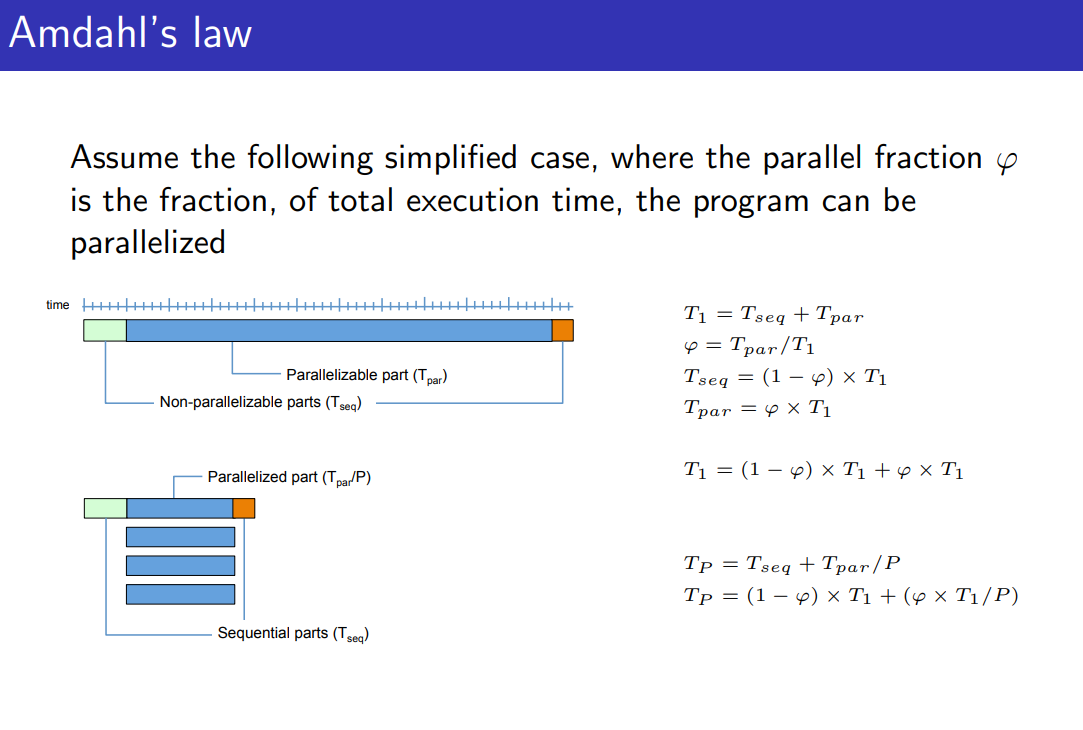 Amdahl's law
Assume the following simplified case, where the parallel fraction φ
is the fraction, of total execution time, the program can be
parallelized
time
Parallelizable part (T_par)
Non-parallelizable parts (T_seq)
Parallelized part (T_par/P)
Sequential parts (T_seq)
T_1 = T_seq + T_par
φ = T_par/T_1
T_seq = (1 − φ) × T_1
T_par = φ × T_1
T_1 = (1 − φ) × T_1 + φ × T_1
T_P = T_seq + T_par/P
T_P = (1 − φ) × T_1 + (φ × T_1/P)